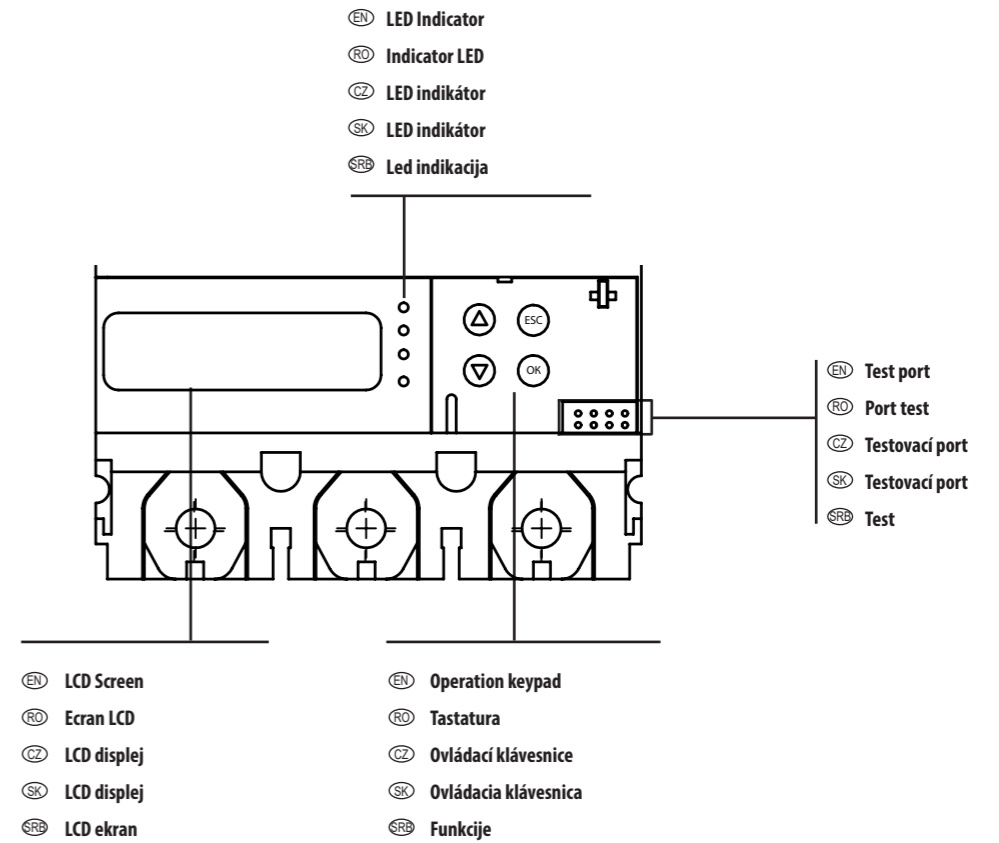 EN LED Indicator
RO Indicator LED
CZ LED indikátor
SK LED indikátor
SRB Led indikacija
ESC
OK
EN Test port
RO Port test
CZ Testovací port
SK Testovací port
SRB Test
EN LCD Screen
RO Ecran LCD
CZ LCD displej
SK LCD displej
SRB LCD ekran
EN Operation keypad
RO Tastatura
CZ Ovládací klávesnice
SK Ovládacia klávesnica
SRB Funkcije